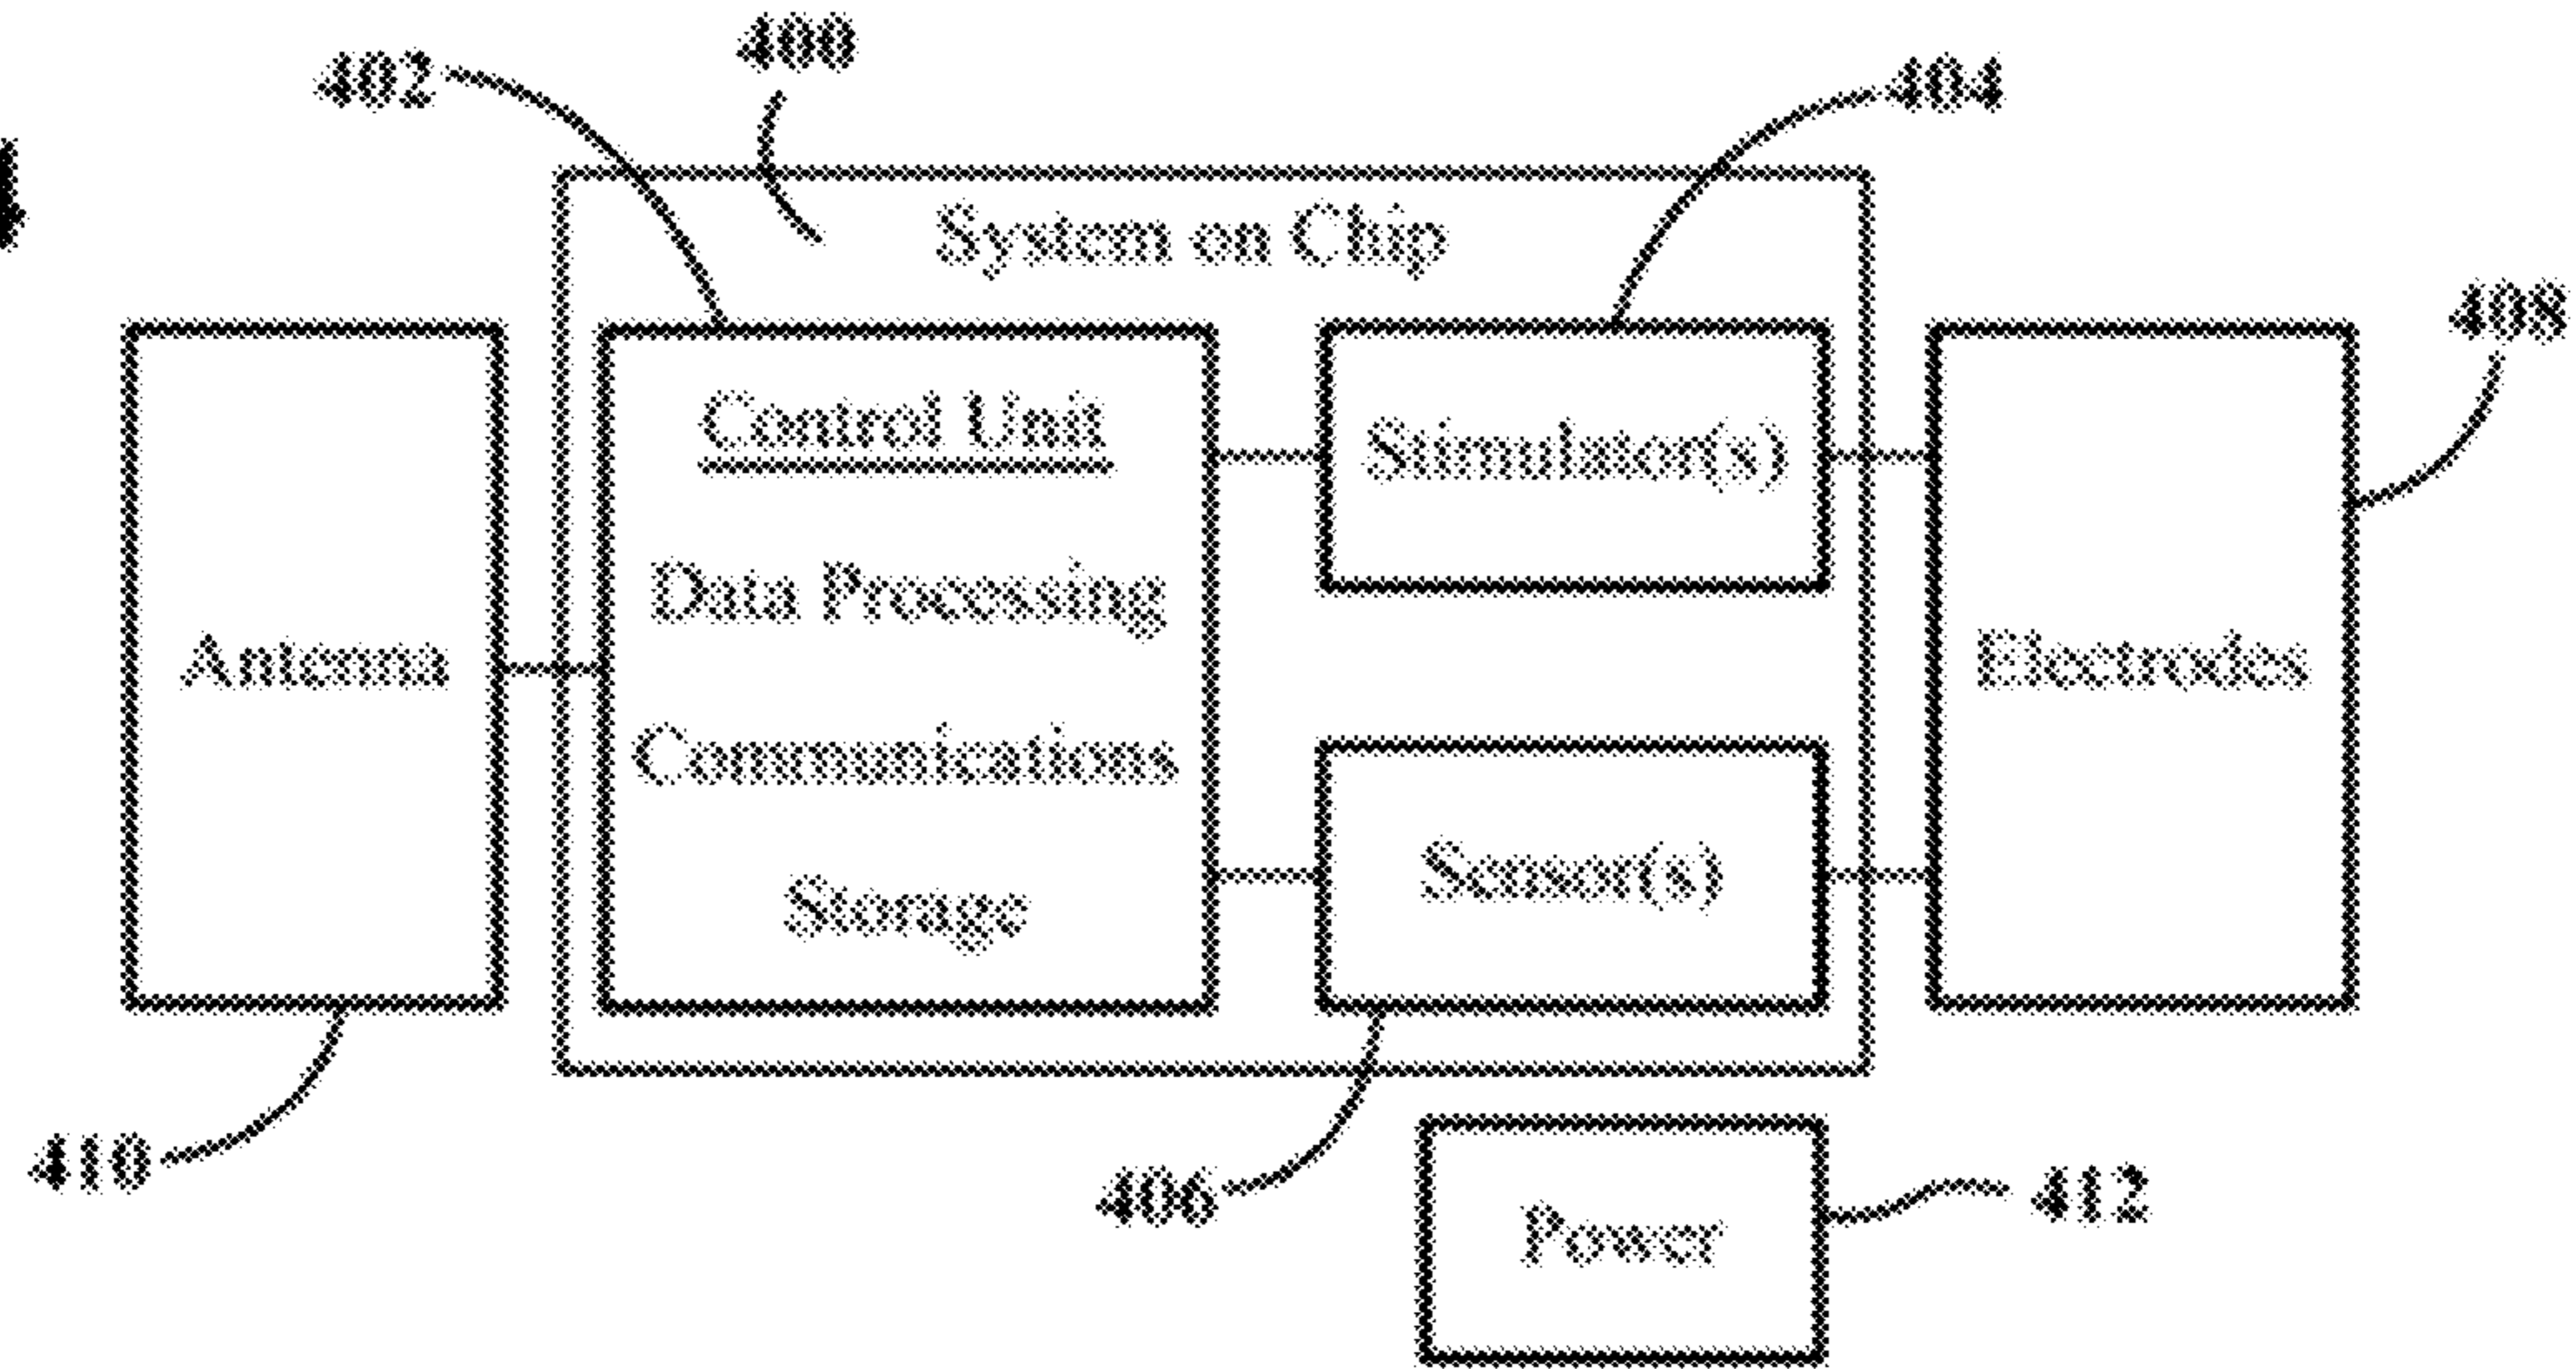 400
402
404
System on Chip
408
Control Unit
Stimulator(s)
Data Processing
Antenna
Electrodes
Communications
Sensor(s)
Storage
410
406
412
Power